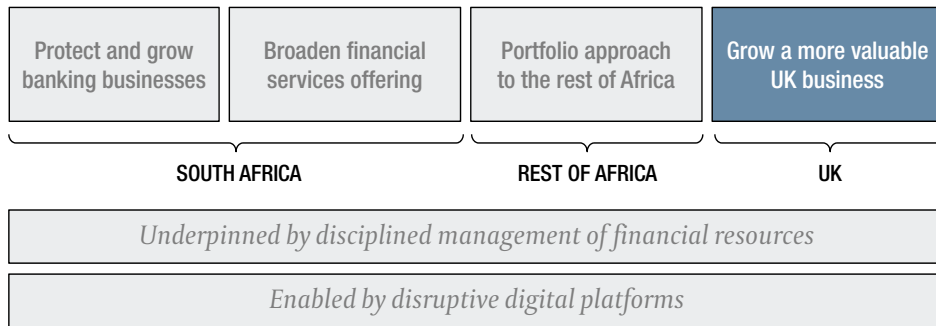 Protect and grow
banking businesses
Broaden financial
services offering
Portfolio approach
to the rest of Africa
Grow a more valuable
UK business
SOUTH AFRICA
REST OF AFRICA
UK
Underpinned by disciplined management of financial resources
Enabled by disruptive digital platforms